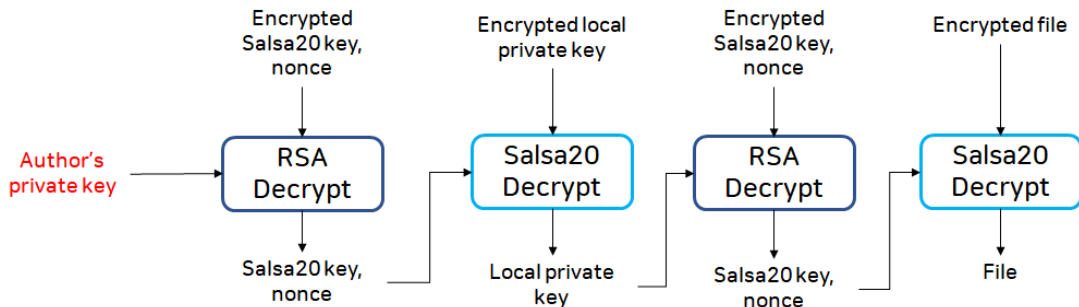 Encrypted
Salsa20 key,
nonce
Encrypted local
private key
Encrypted
Salsa20 key,
nonce
Encrypted file
Author's
private key
RSA
Decrypt
Salsa20
Decrypt
RSA
Decrypt
Salsa20
Decrypt
Salsa20 key,
nonce
Local private
key
Salsa20 key,
nonce
File